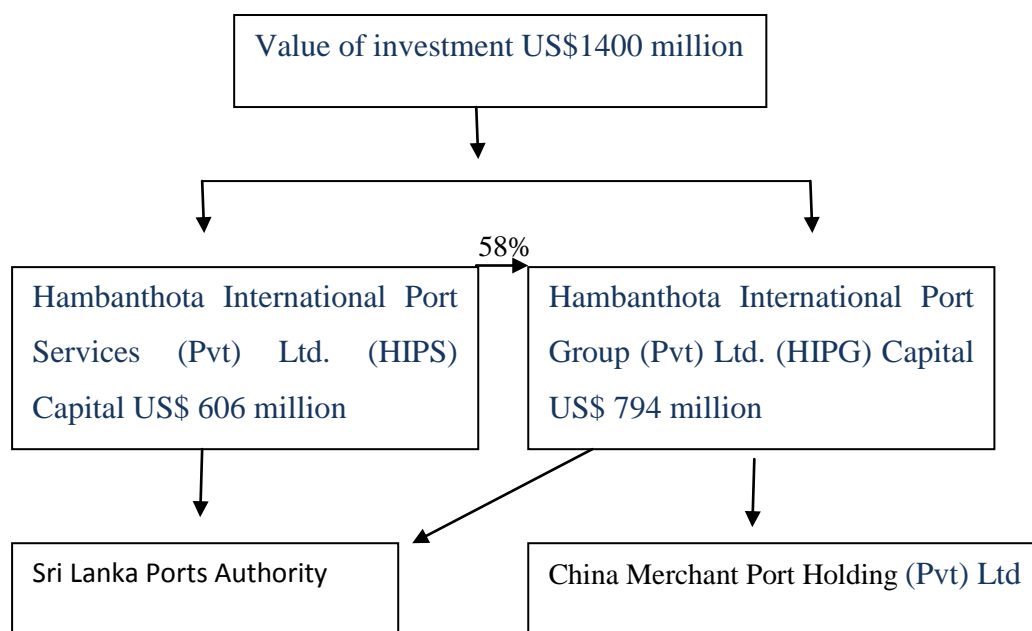 Value of investment US$1400 million
58%
Hambanthota International Port
Services (Pvt) Ltd. (HIPS)
Capital US$ 606 million
Hambanthota International Port
Group (Pvt) Ltd. (HIPG) Capital
US$ 794 million
Sri Lanka Ports Authority
China Merchant Port Holding (Pvt) Ltd